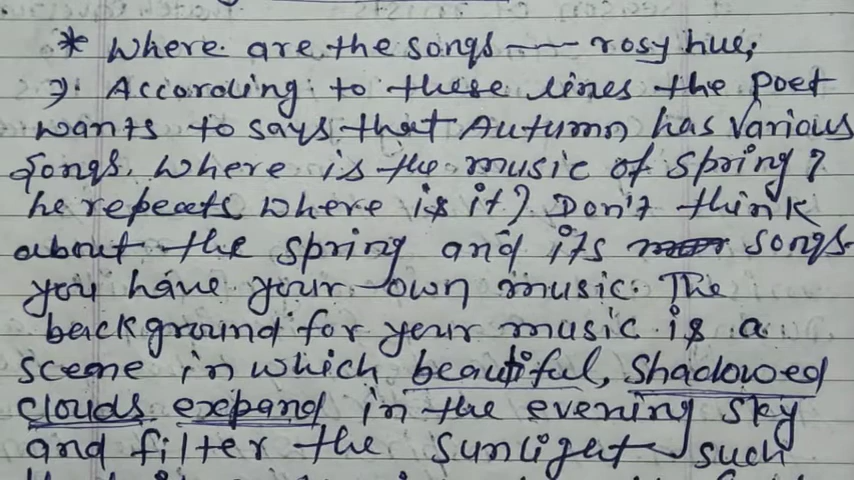 * Where are the songs —— rosy hue;
⇒ According to these lines the poet
wants to says that Autumn has various
songs. Where is the music of spring?
he repeats where is it? Don't think
about the spring and its songs.
you have your own music. The
background for your music is a
scene in which beautiful, shadowed
clouds expand in the evening sky
and filter the sunlight such